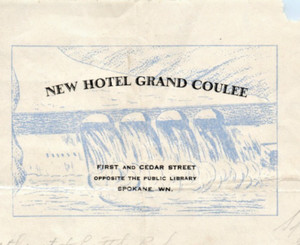 NEW HOTEL GRAND COULEE
FIRST AND CEDAR STREET
OPPOSITE THE PUBLIC LIBRARY
SPOKANE, WN.